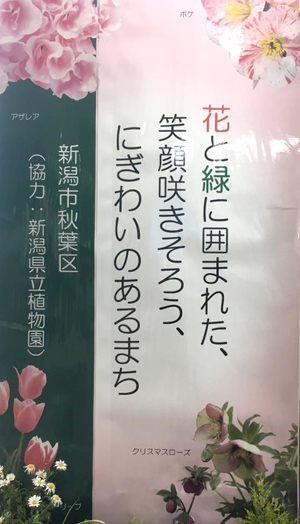 ボケ
花と緑に囲まれた、
笑顔咲きそろう、
にぎわいのあるまち
アザレア
新潟市秋葉区
(協力:新潟県立植物園)
クリスマスローズ